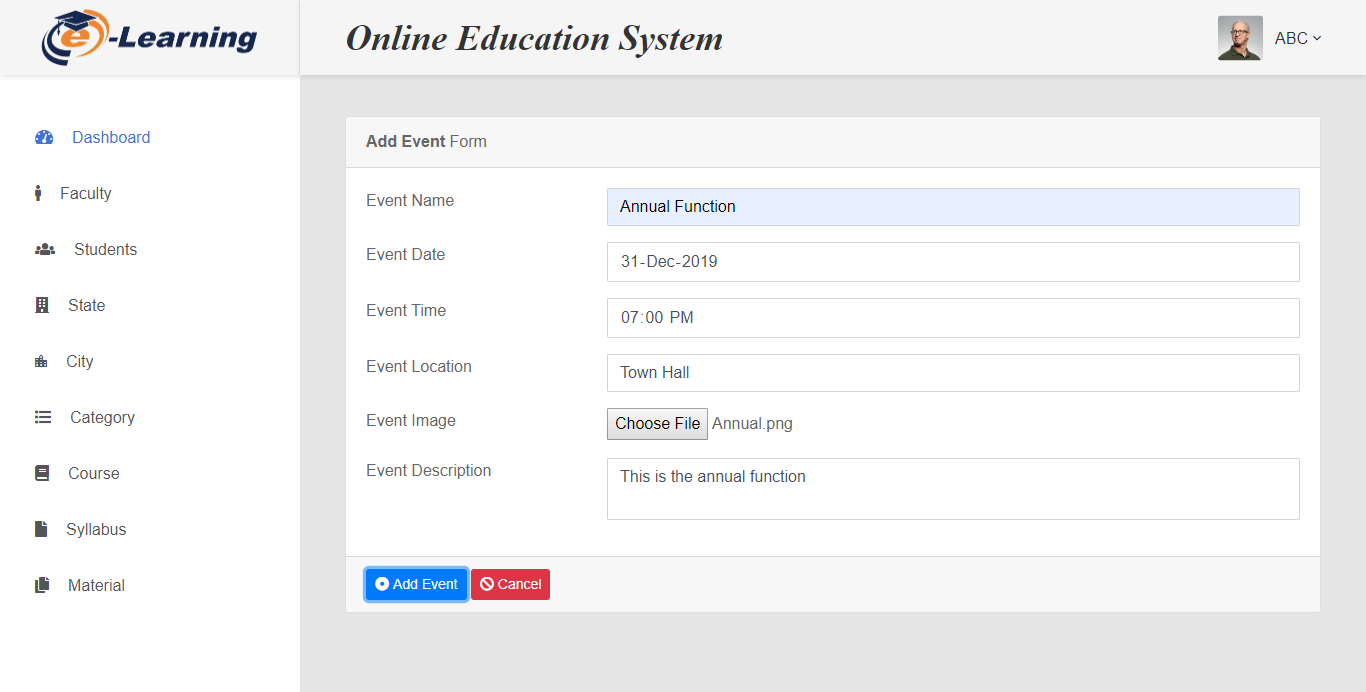 e-Learning
Online Education System
ABC
Dashboard
Faculty
Students
State
City
Category
Course
Syllabus
Material
Add Event Form
Event Name
Annual Function
Event Date
31-Dec-2019
Event Time
07:00 PM
Event Location
Town Hall
Event Image
Choose File Annual.png
Event Description
This is the annual function
Add Event Cancel